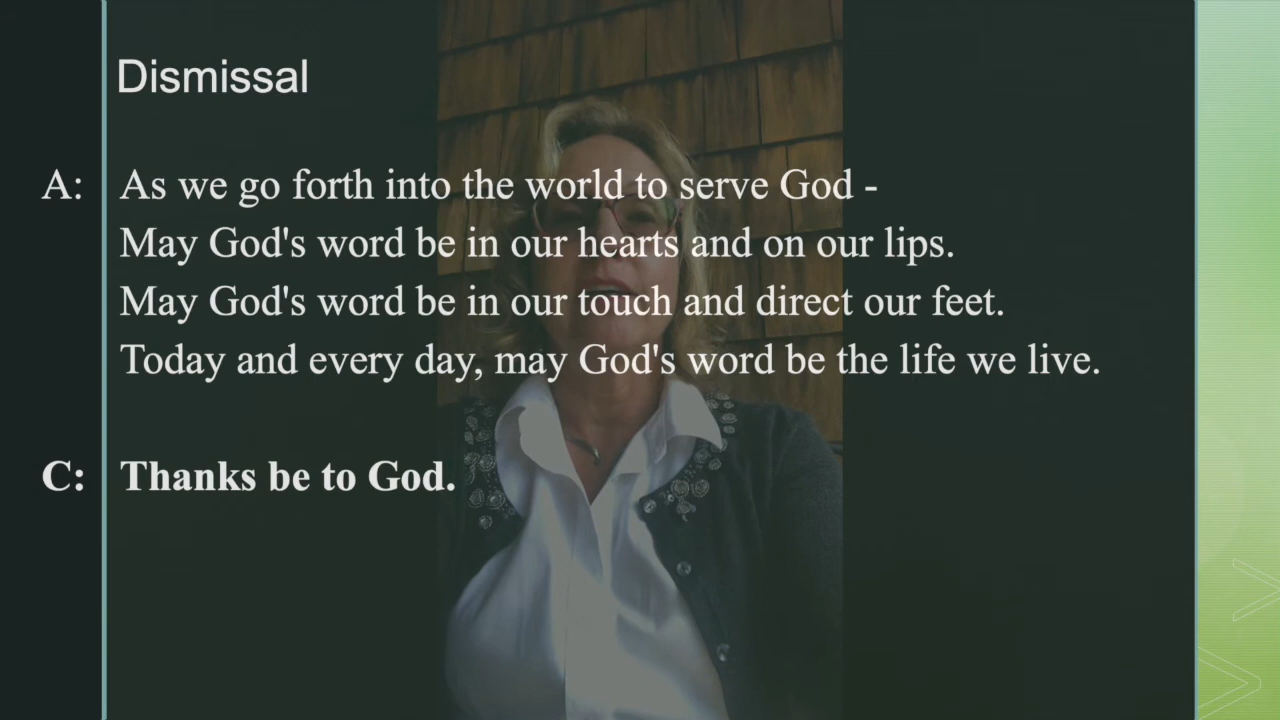 Dismissal
A: As we go forth into the world to serve God -
May God's word be in our hearts and on our lips.
May God's word be in our touch and direct our feet.
Today and every day, may God's word be the life we live.
C: Thanks be to God.